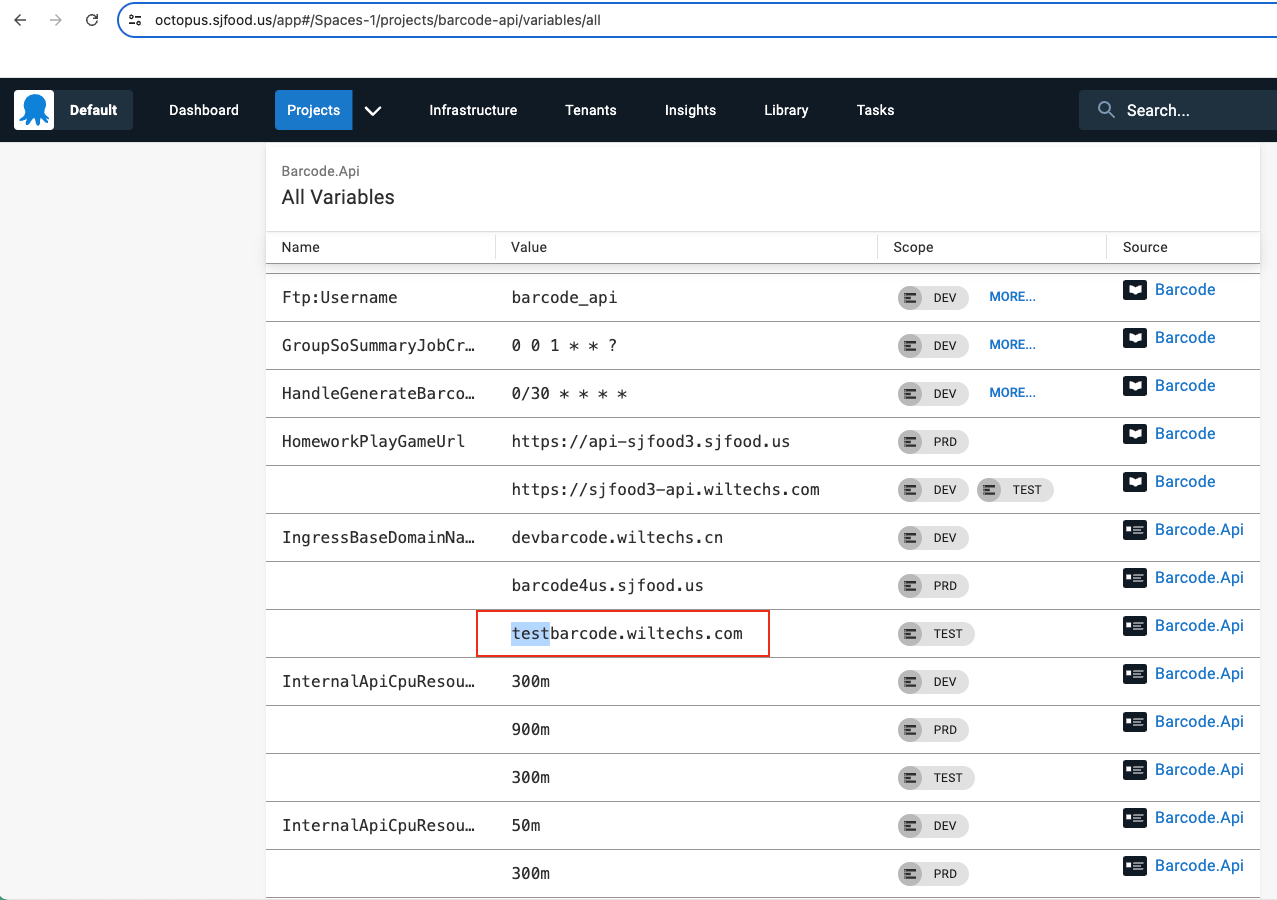 octopus.sjfood.us/app#/Spaces-1/projects/barcode-api/variables/all
Default Dashboard Projects Infrastructure Tenants Insights Library Tasks Search...
Barcode.Api
All Variables
Name Value Scope Source
Ftp:Username barcode_api DEV MORE... Barcode
GroupSoSummaryJobCr… 0 0 1 * * ? DEV MORE... Barcode
HandleGenerateBarco… 0/30 * * * * DEV MORE... Barcode
HomeworkPlayGameUrl https://api-sjfood3.sjfood.us PRD Barcode
https://sjfood3-api.wiltechs.com DEV TEST Barcode
IngressBaseDomainNa… devbarcode.wiltechs.cn DEV Barcode.Api
barcode4us.sjfood.us PRD Barcode.Api
testbarcode.wiltechs.com TEST Barcode.Api
InternalApiCpuResou… 300m DEV Barcode.Api
900m PRD Barcode.Api
300m TEST Barcode.Api
InternalApiCpuResou… 50m DEV Barcode.Api
300m PRD Barcode.Api